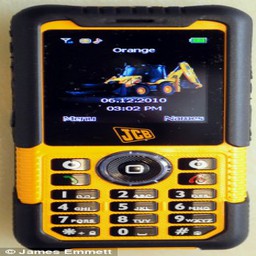 Orange
06.12.2010
03:02 PM
Menu Names
JCB
1 2 ABC 3 DEF
4 GHI 5 JKL 6 MNO
7 PQRS 8 TUV 9 WXYZ
* 0 #
© James Emmett